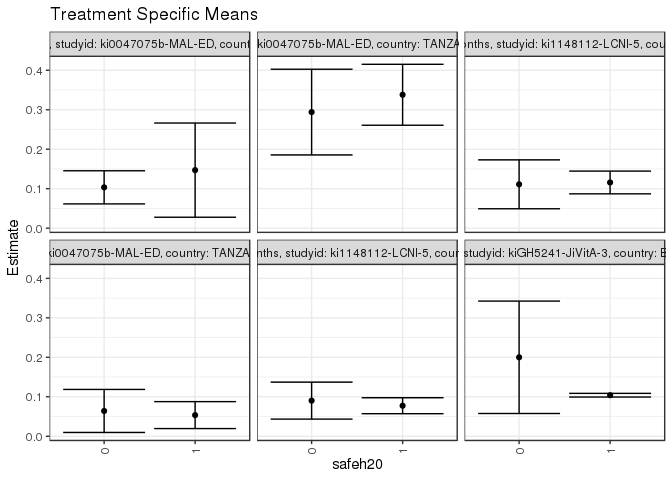 Treatment Specific Means
, studyid: ki0047075b-MAL-ED, count
ki0047075b-MAL-ED, country: TANZA
nths, studyid: ki1148112-LCNI-5, cou
0.4
0.3
0.2
0.1
0.0
ki0047075b-MAL-ED, country: TANZA
nths, studyid: ki1148112-LCNI-5, cour
studyid: kiGH5241-JiVitA-3, country: B
0.4
0.3
0.2
0.1
0.0
Estimate
0
1
0
1
0
1
safeh20